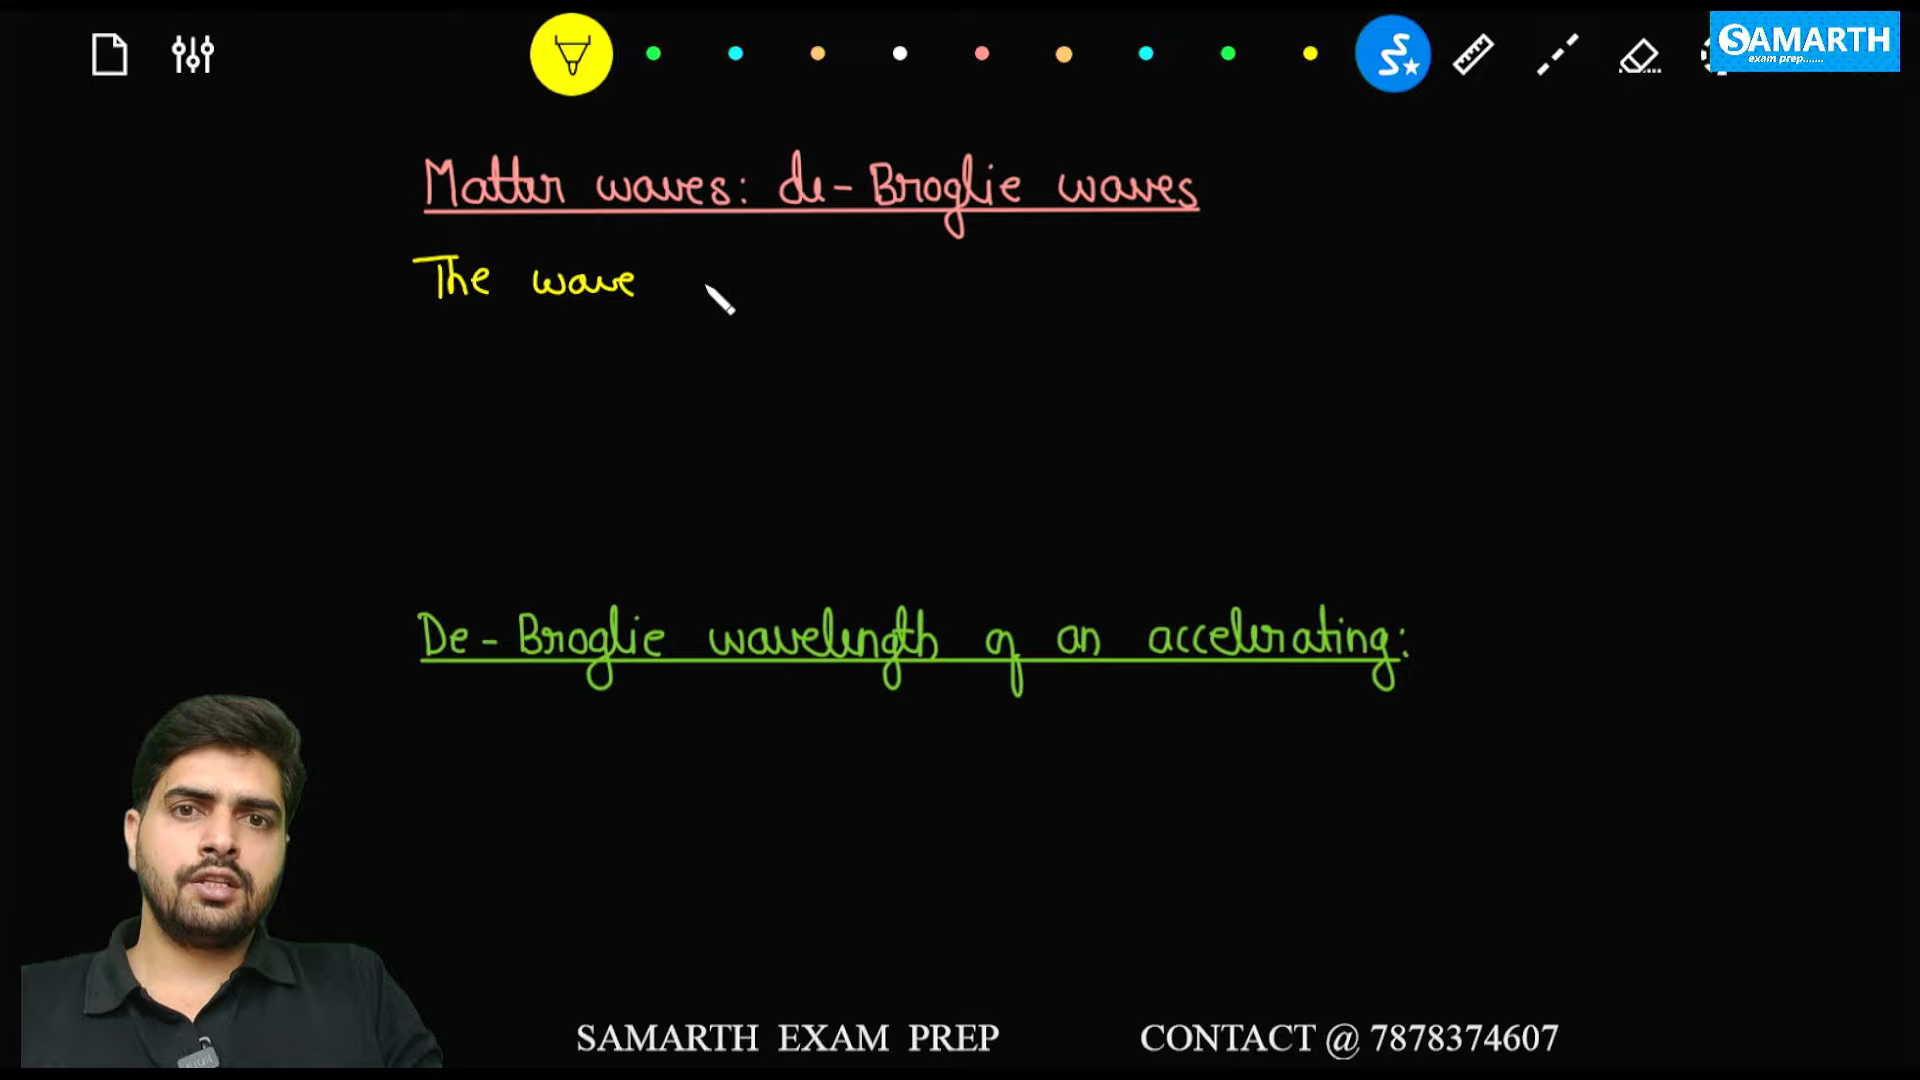 SAMARTH
exam prep.......
Matter waves: de-Broglie waves
The wave
De-Broglie wavelength of an accelerating:
SAMARTH EXAM PREP CONTACT @ 7878374607